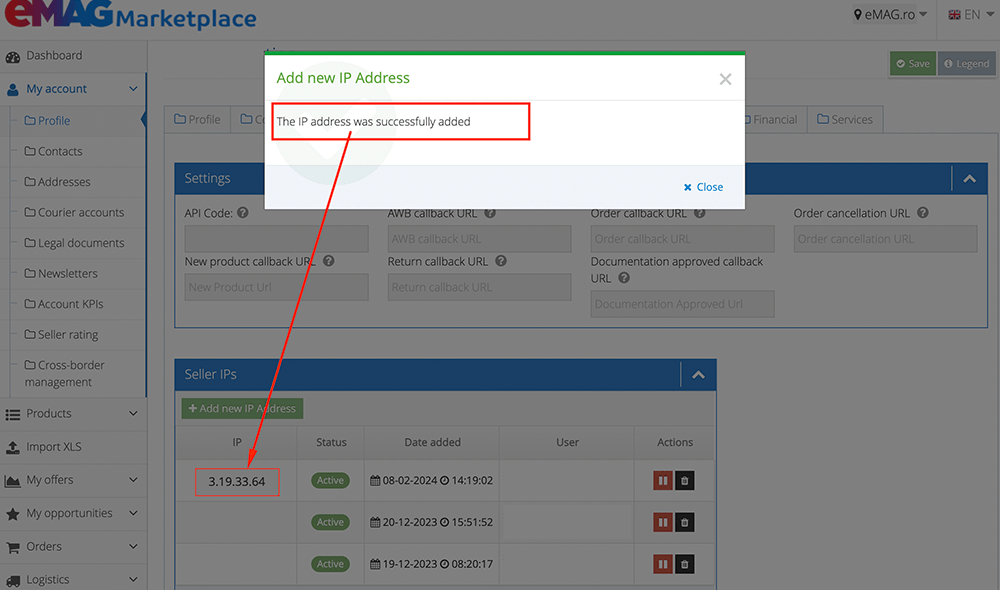 eMAG Marketplace
eMAG.ro
EN
Dashboard
My account
Profile
Contacts
Addresses
Courier accounts
Legal documents
Newsletters
Account KPIs
Seller rating
Cross-border
management
Products
Import XLS
My offers
My opportunities
Orders
Logistics
Save
Legend
Add new IP Address
The IP address was successfully added
Close
Profile
Financial
Services
Settings
API Code:
AWB callback URL
Order callback URL
Order cancellation URL
AWB callback URL
Order callback URL
Order cancellation URL
New product callback URL
Return callback URL
Documentation approved callback
URL
New Product Url
Return callback URL
Documentation Approved Url
Seller IPs
Add new IP Address
IP Status Date added User Actions
3.19.33.64 Active 08-02-2024 14:19:02
Active 20-12-2023 15:51:52
Active 19-12-2023 08:20:17